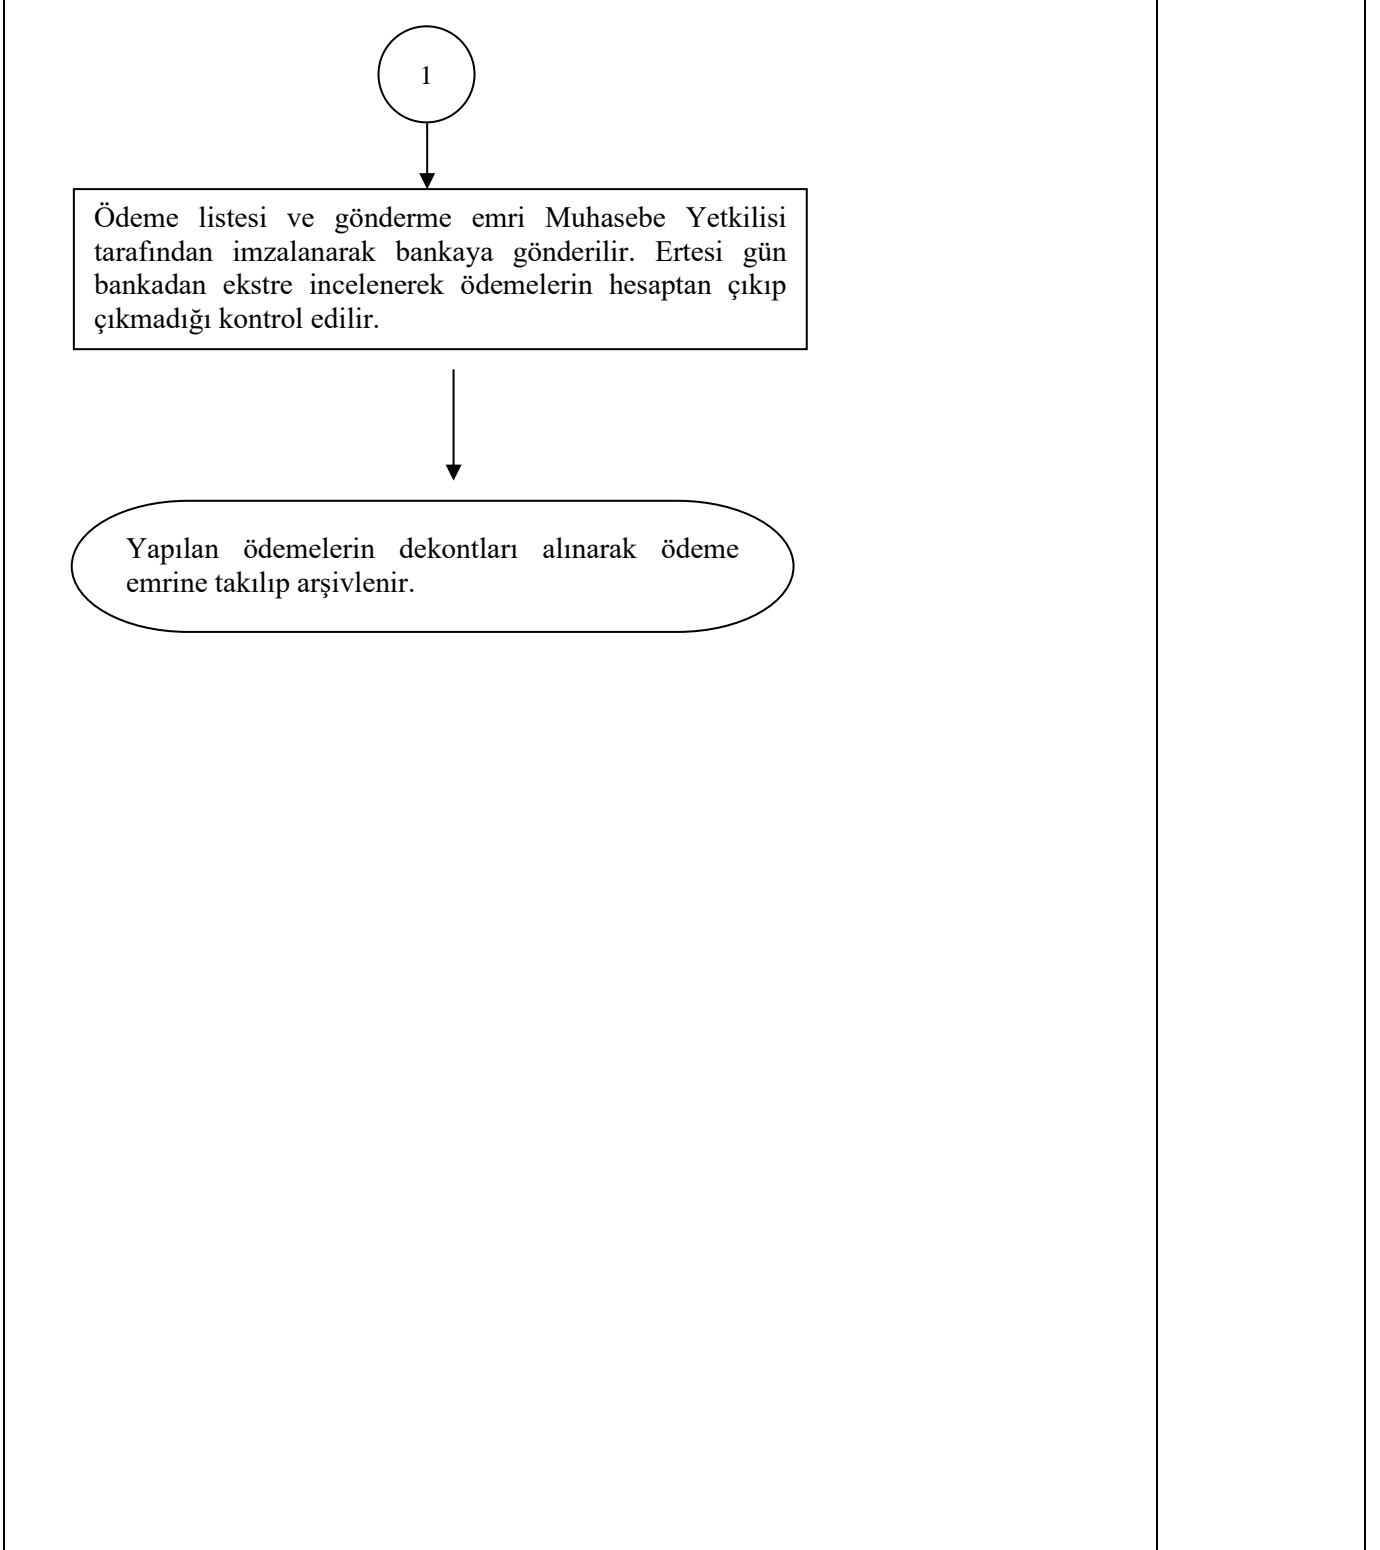 1
Ödeme listesi ve gönderme emri Muhasebe Yetkilisi
tarafından imzalanarak bankaya gönderilir. Ertesi gün
bankadan ekstre incelenerek ödemelerin hesaptan çıkıp
çıkmadığı kontrol edilir.
Yapılan ödemelerin dekontları alınarak ödeme
emrine takılıp arşivlenir.